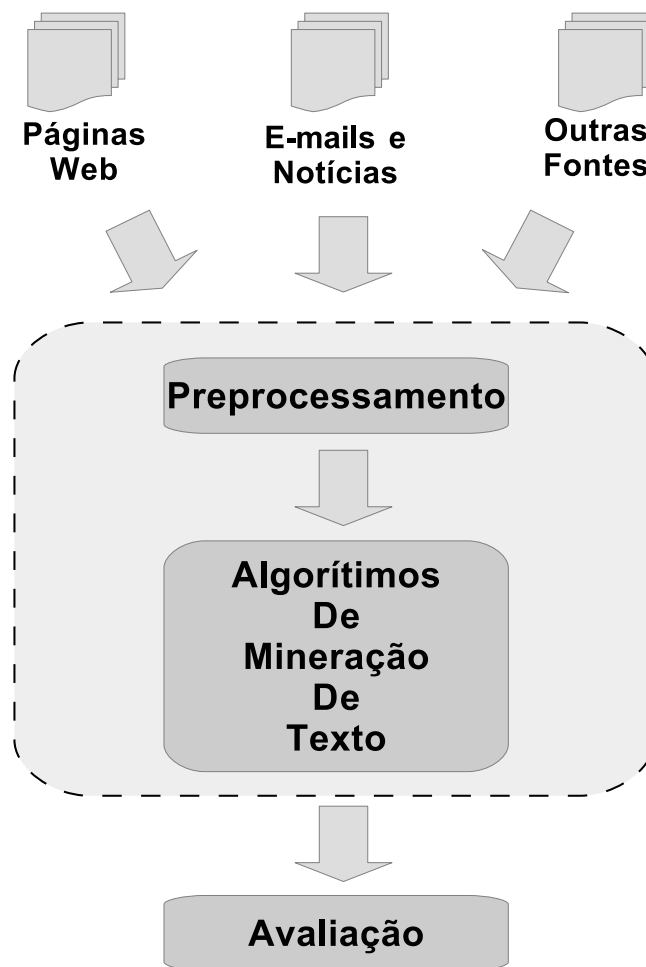 Páginas
Web
E-mails e
Notícias
Outras
Fontes
Preprocessamento
Algorítimos
De
Mineração
De
Texto
Avaliação